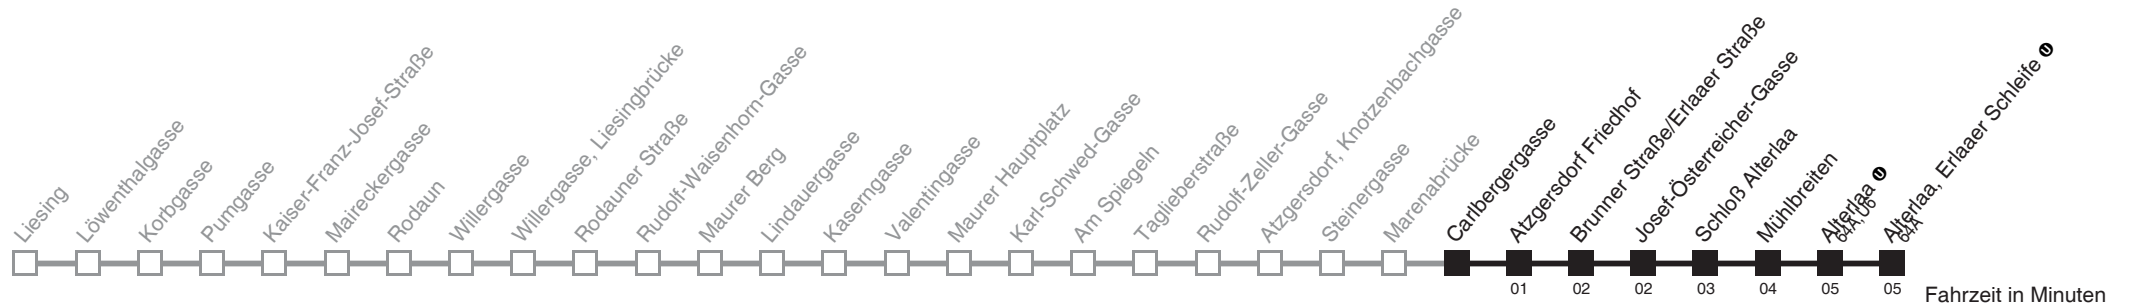 Liesing
Löwenthalgasse
Korbgasse
Pumgasse
Kaiser-Franz-Josef-Straße
Maireckergasse
Rodaun
Willergasse
Willergasse, Liesingbrücke
Rodauner Straße
Rudolf-Waisenhorn-Gasse
Maurer Berg
Lindauergasse
Kaserngasse
Valentingasse
Maurer Hauptplatz
Karl-Schwed-Gasse
Am Spiegeln
Taglieberstraße
Rudolf-Zeller-Gasse
Atzgersdorf, Knotzenbachgasse
Steinergasse
Marenabrücke
Carlbergergasse
Atzgersdorf Friedhof
Brunner Straße/Erlaaer Straße
Josef-Österreicher-Gasse
Schloß Alterlaa
Mühlbreiten
Alterlaa U
64A, U6
Alterlaa, Erlaaer Schleife U
64A
01 02 02 03 04 05 05 Fahrzeit in Minuten